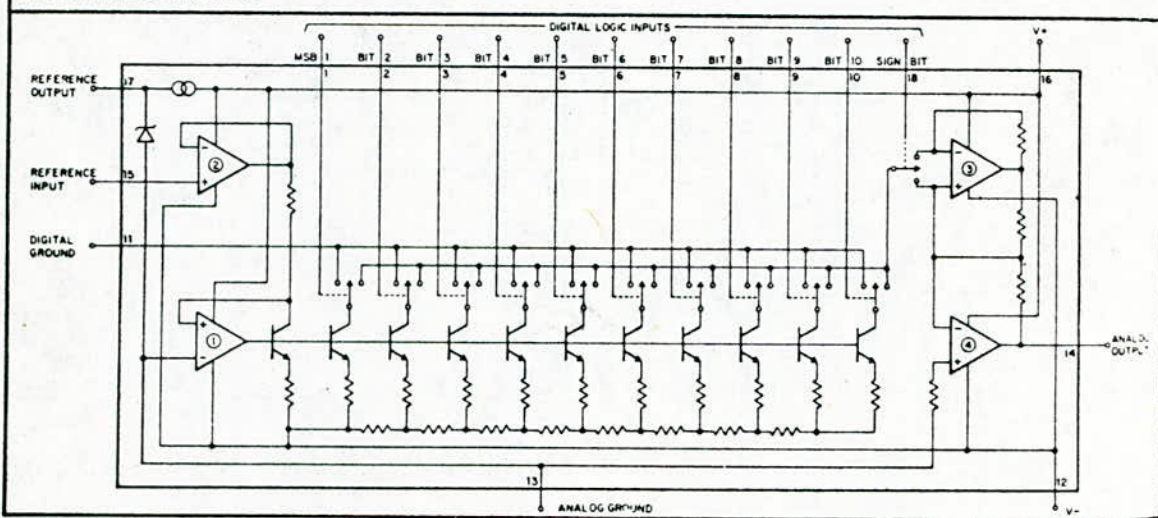 DIGITAL LOGIC INPUTS
V+
MSB 1 BIT 2 BIT 3 BIT 4 BIT 5 BIT 6 BIT 7 BIT 8 BIT 9 BIT 10 SIGN BIT
1 2 3 4 5 6 7 8 9 10 18 16
REFERENCE
OUTPUT
17
2
3
REFERENCE
INPUT
15
DIGITAL
GROUND
11
1
4
ANALOG
OUTPUT
14
13
12
ANALOG GROUND
V-